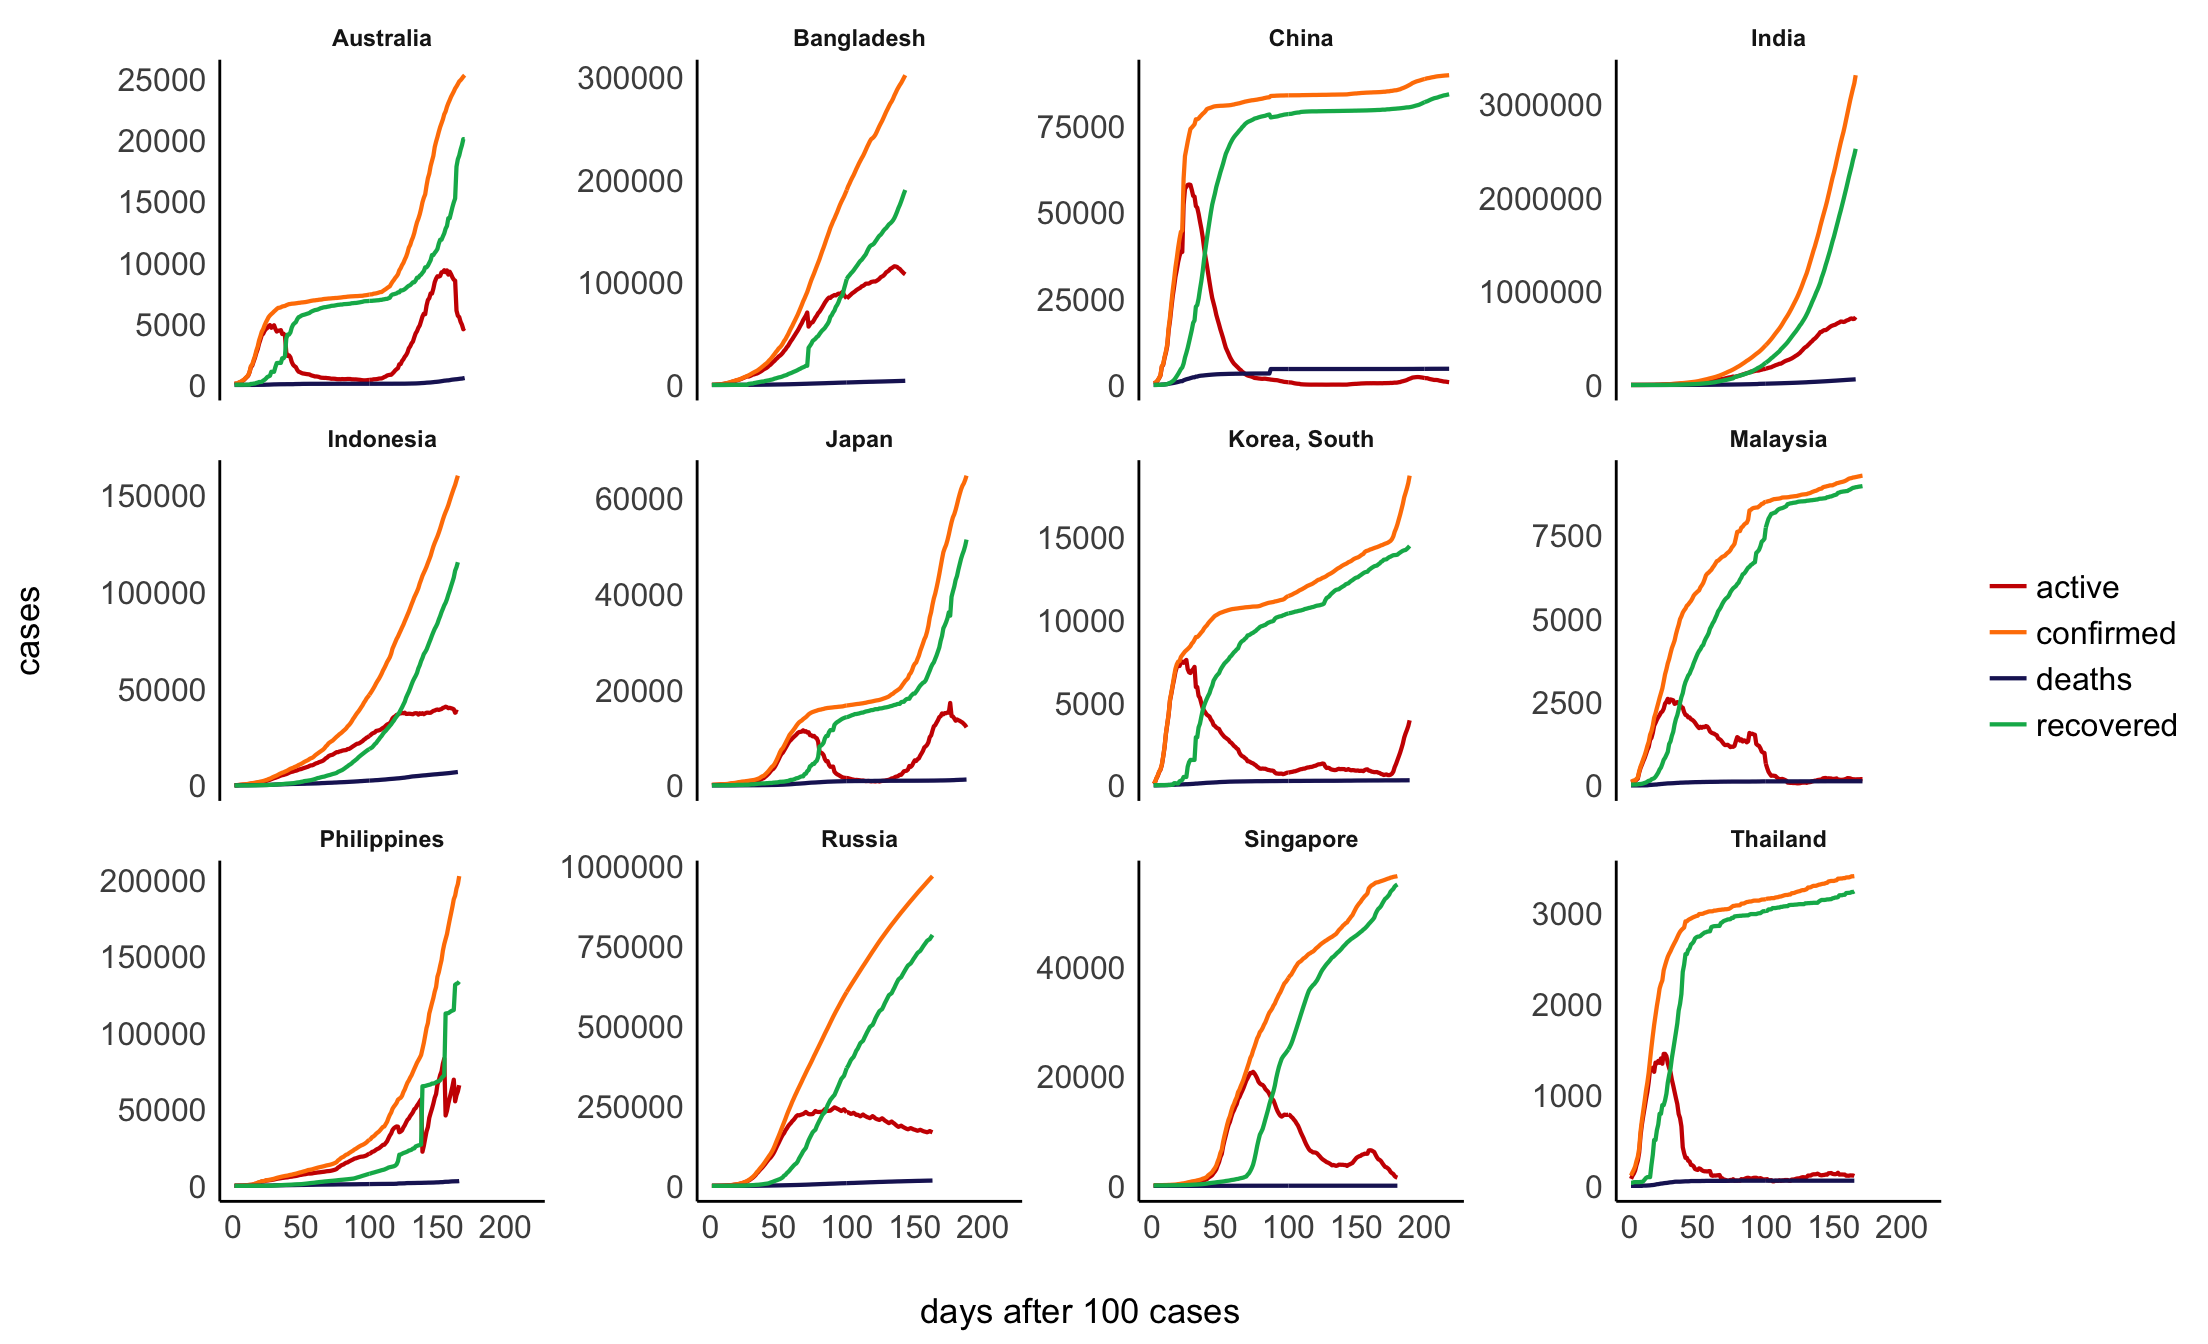 Australia
Bangladesh
China
India
25000
20000
15000
10000
5000
0
300000
200000
100000
0
75000
50000
25000
0
3000000
2000000
1000000
0
Indonesia
Japan
Korea, South
Malaysia
150000
100000
50000
0
60000
40000
20000
0
15000
10000
5000
0
7500
5000
2500
0
Philippines
Russia
Singapore
Thailand
200000
150000
100000
50000
0
1000000
750000
500000
250000
0
40000
20000
0
3000
2000
1000
0
0 50 100 150 200
0 50 100 150 200
0 50 100 150 200
0 50 100 150 200
days after 100 cases
cases
active
confirmed
deaths
recovered